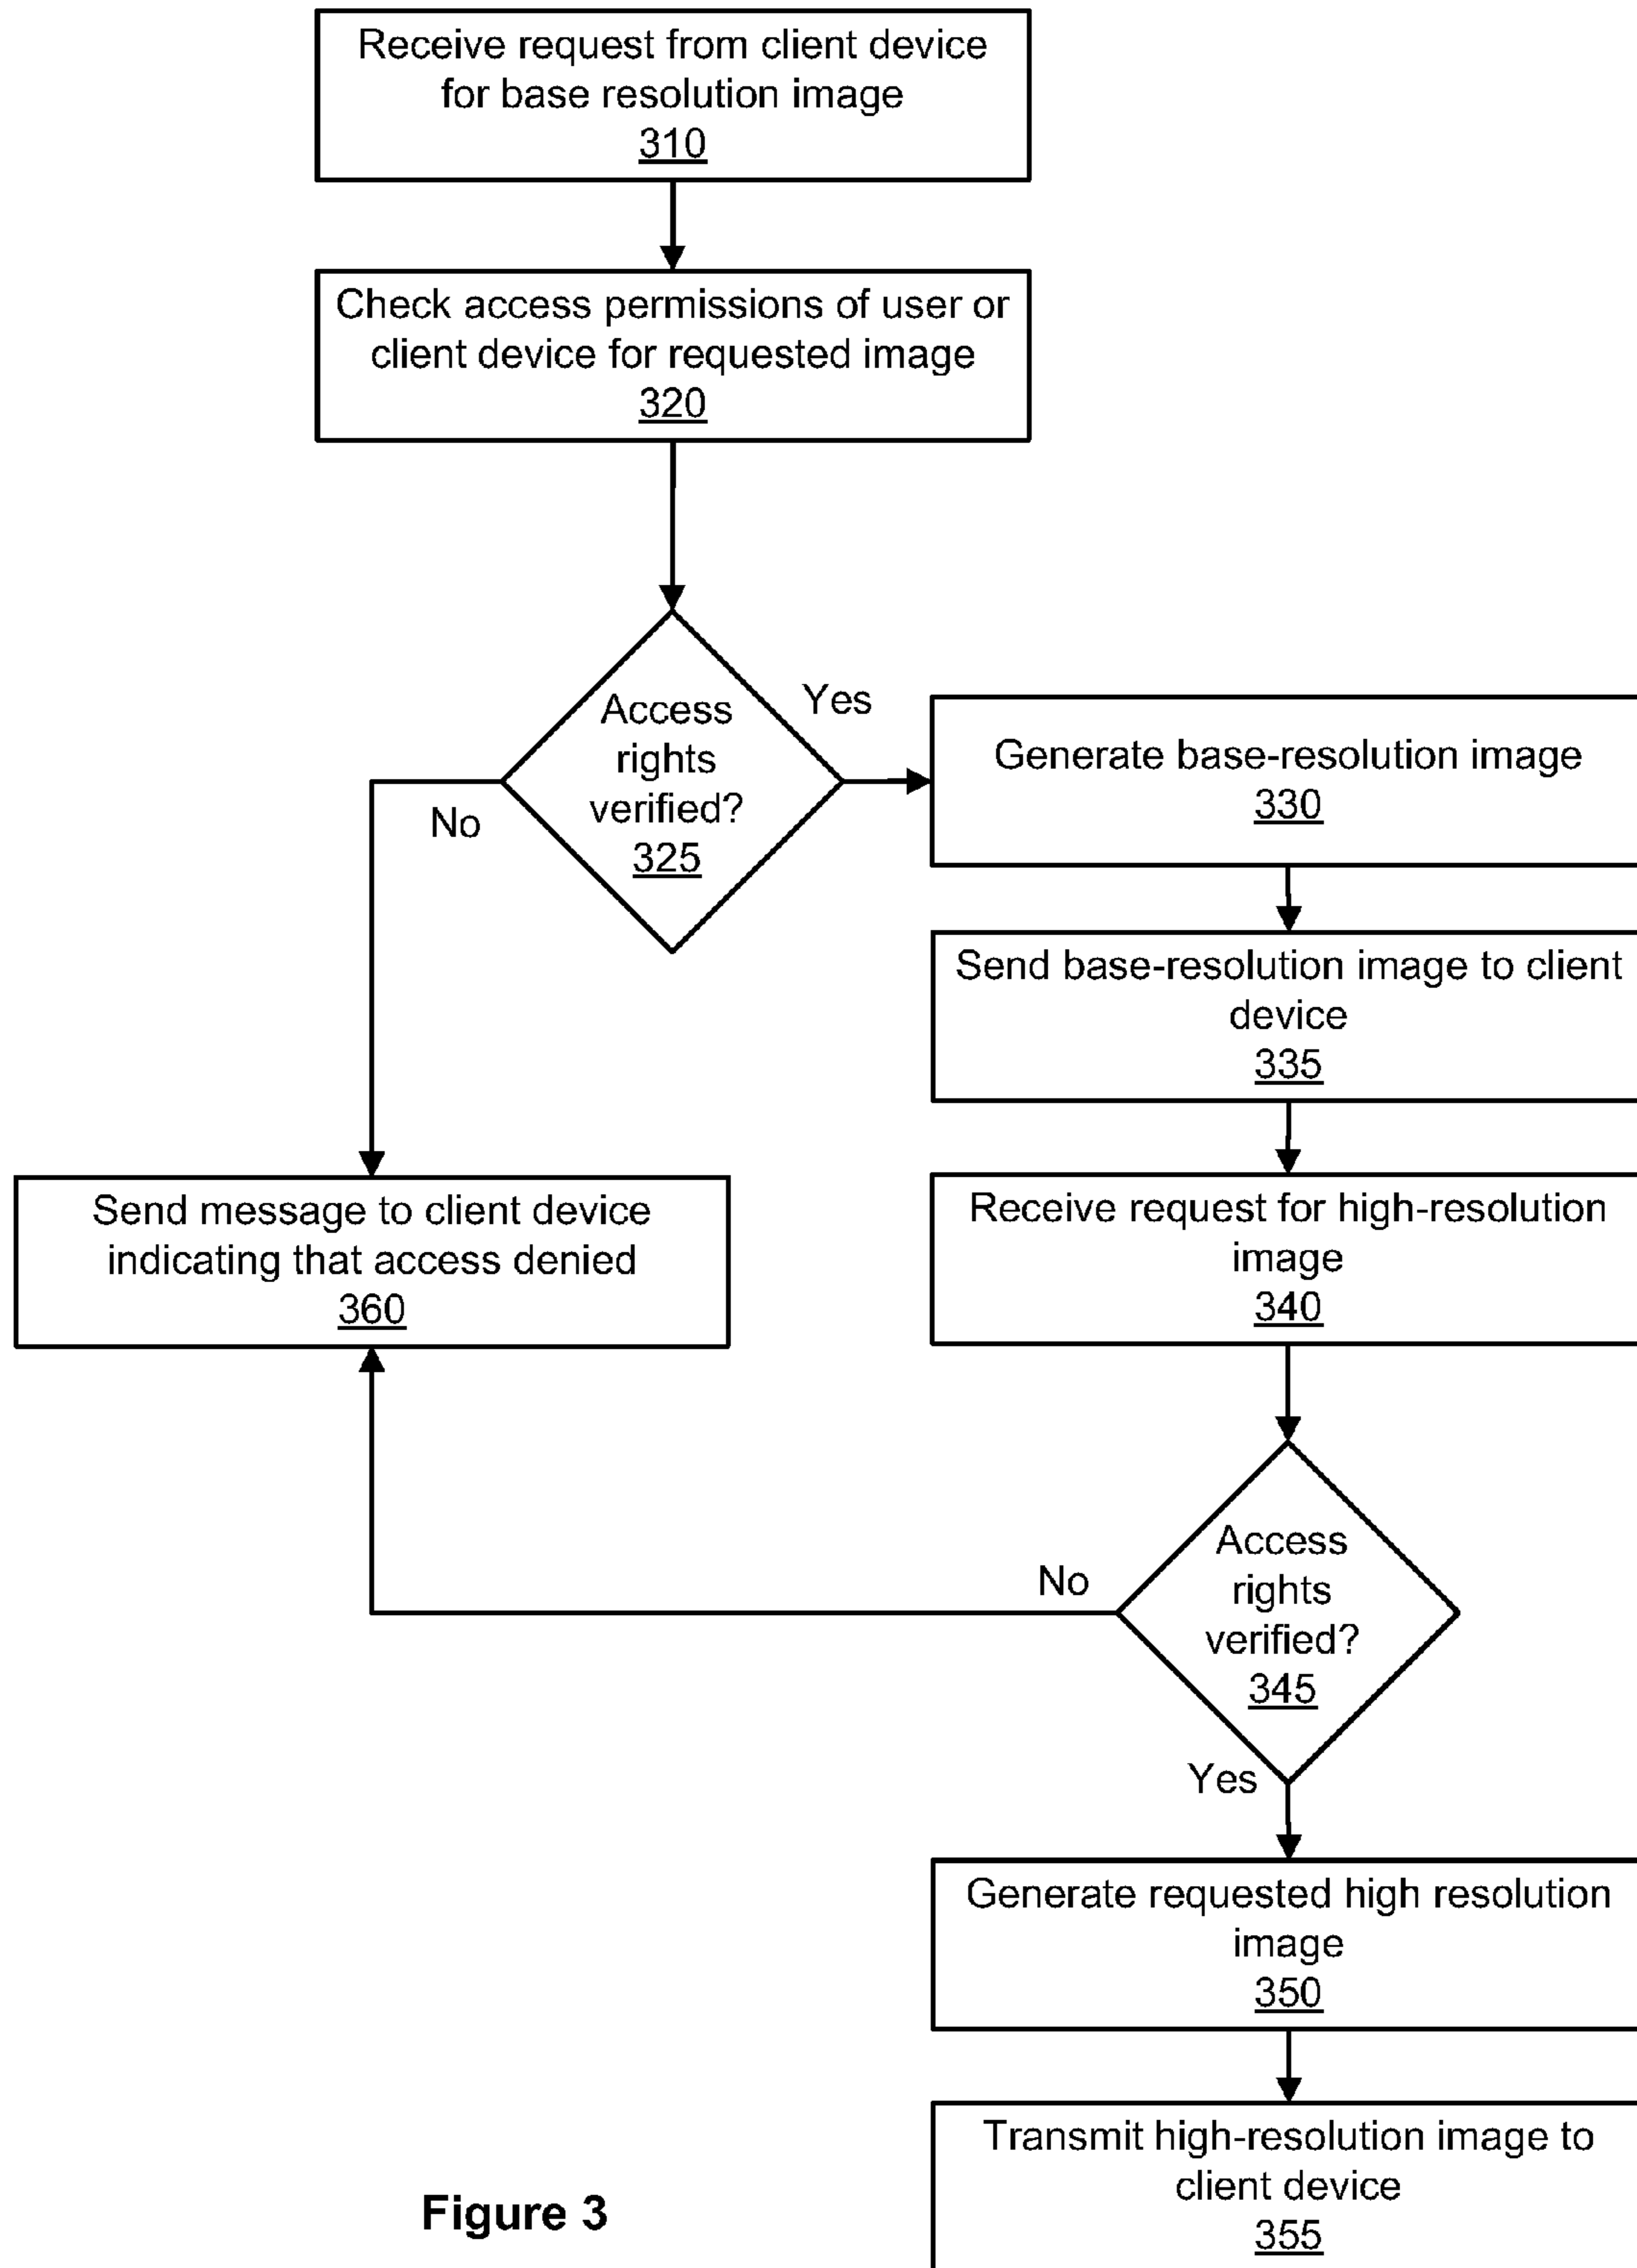 Receive request from client device
for base resolution image
310
Check access permissions of user or
client device for requested image
320
Access
rights
verified?
325
Yes
No
Generate base-resolution image
330
Send base-resolution image to client
device
335
Send message to client device
indicating that access denied
360
Receive request for high-resolution
image
340
Access
rights
verified?
345
No
Yes
Generate requested high resolution
image
350
Transmit high-resolution image to
client device
355
Figure 3